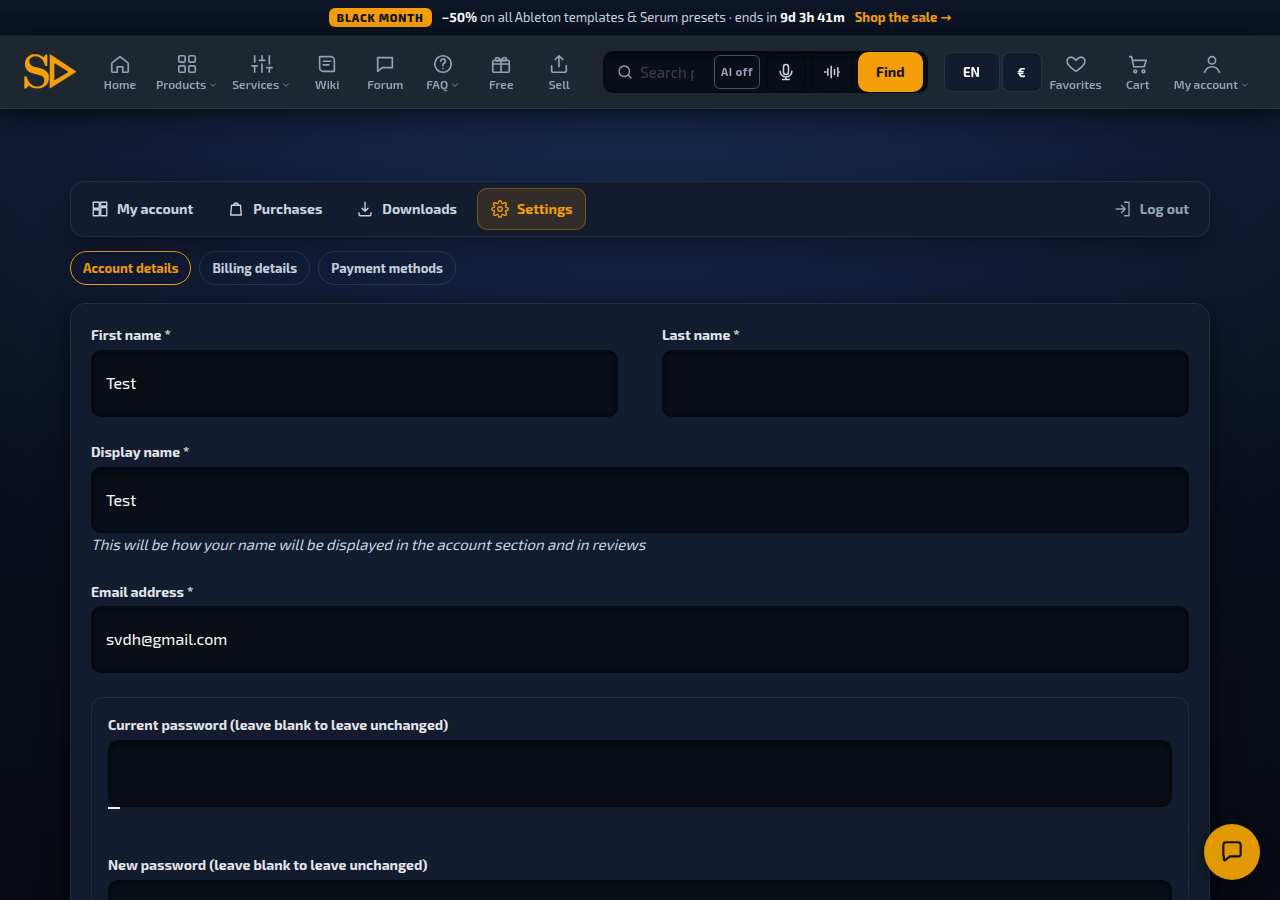 BLACK MONTH −50% on all Ableton templates & Serum presets · ends in 9d 3h 41m Shop the sale →
Home Products Services Wiki Forum FAQ Free Sell AI off Find EN € Favorites Cart My account
My account Purchases Downloads Settings Log out
Account details Billing details Payment methods
First name * Last name *
Test
Display name *
Test
This will be how your name will be displayed in the account section and in reviews
Email address *
svdh@gmail.com
Current password (leave blank to leave unchanged)
New password (leave blank to leave unchanged)